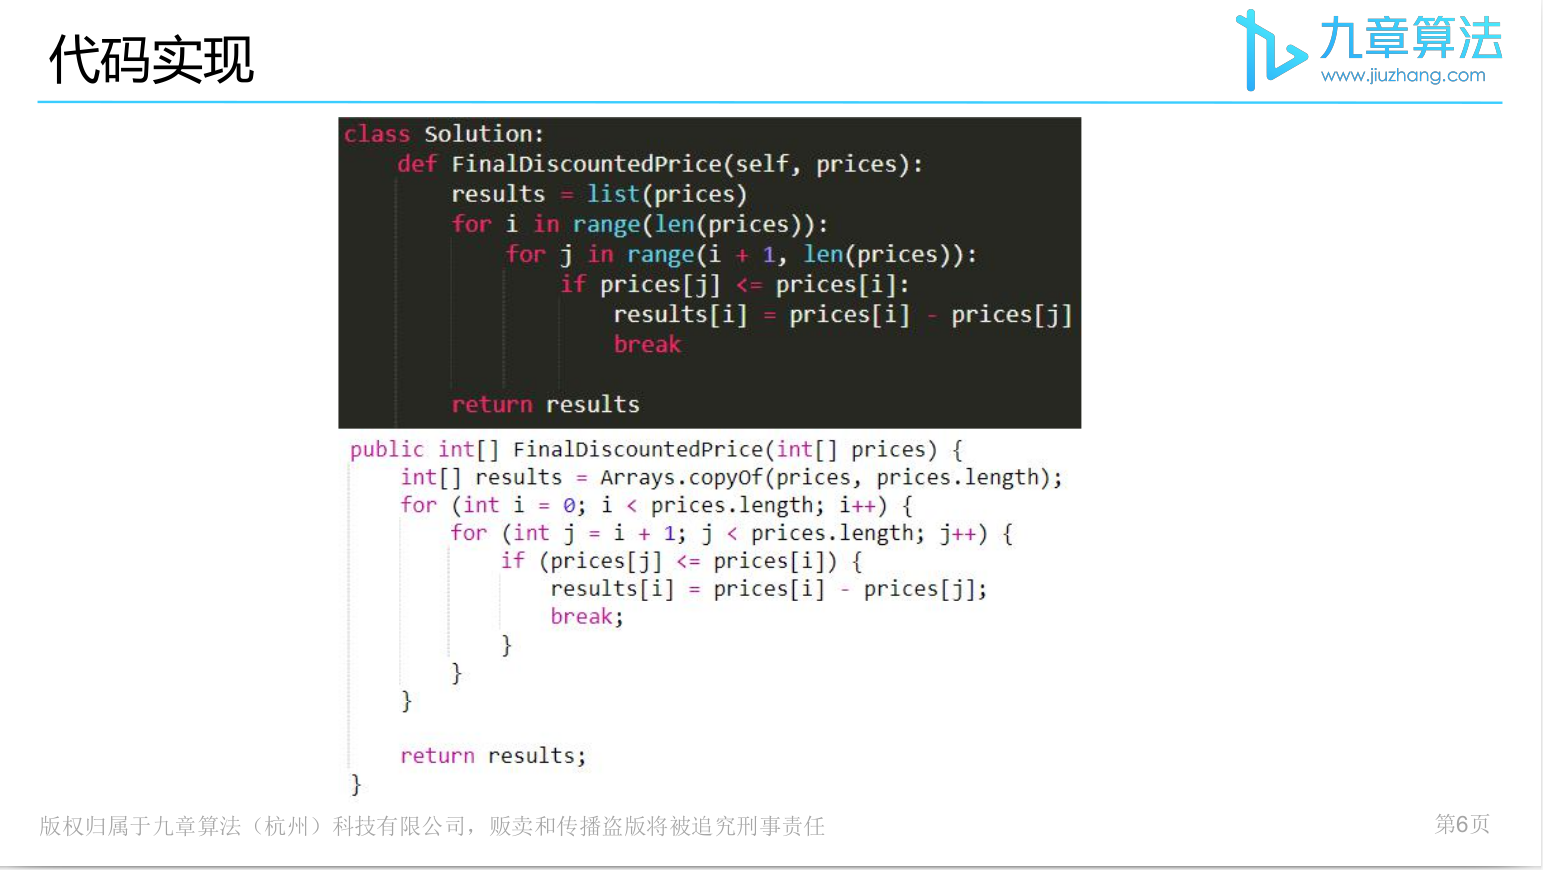 代码实现
九章算法
www.jiuzhang.com
class Solution:
    def FinalDiscountedPrice(self, prices):
        results = list(prices)
        for i in range(len(prices)):
            for j in range(i + 1, len(prices)):
                if prices[j] <= prices[i]:
                    results[i] = prices[i] - prices[j]
                    break
        return results
public int[] FinalDiscountedPrice(int[] prices) {
    int[] results = Arrays.copyOf(prices, prices.length);
    for (int i = 0; i < prices.length; i++) {
        for (int j = i + 1; j < prices.length; j++) {
            if (prices[j] <= prices[i]) {
                results[i] = prices[i] - prices[j];
                break;
            }
        }
    }
    return results;
}
版权归属于九章算法（杭州）科技有限公司，贩卖和传播盗版将被追究刑事责任
第6页